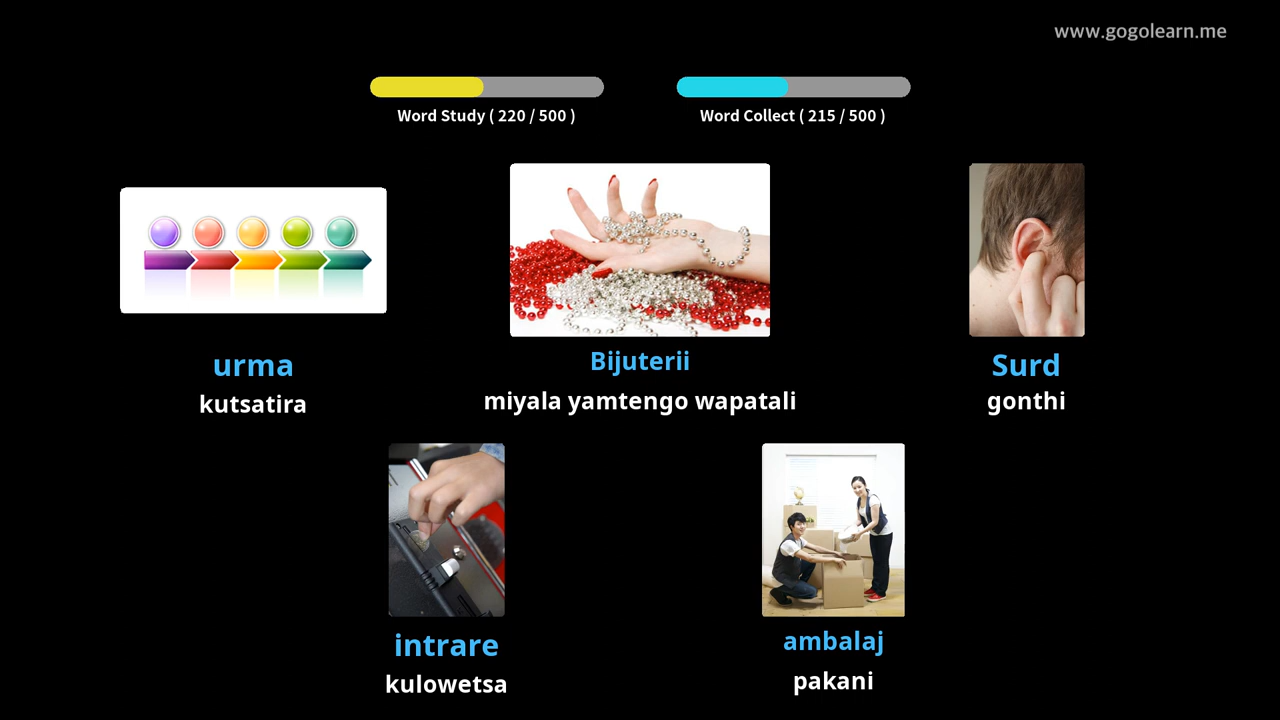 www.gogolearn.me
Word Study ( 220 / 500 )
Word Collect ( 215 / 500 )
urma
kutsatira
Bijuterii
miyala yamtengo wapatali
Surd
gonthi
intrare
kulowetsa
ambalaj
pakani